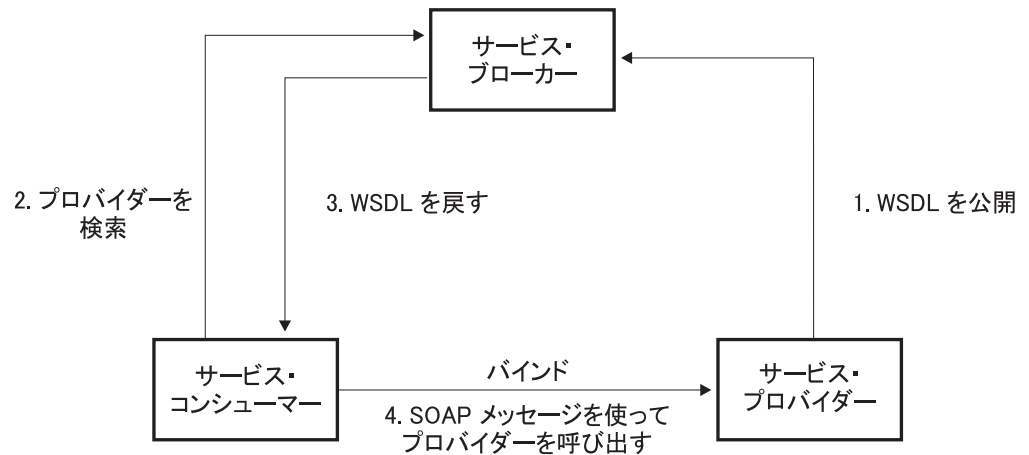 サービス・
ブローカー
2. プロバイダーを
検索
3. WSDL を戻す
1. WSDL を公開
サービス・
コンシューマー
バインド
4. SOAP メッセージを使って
プロバイダーを呼び出す
サービス・
プロバイダー